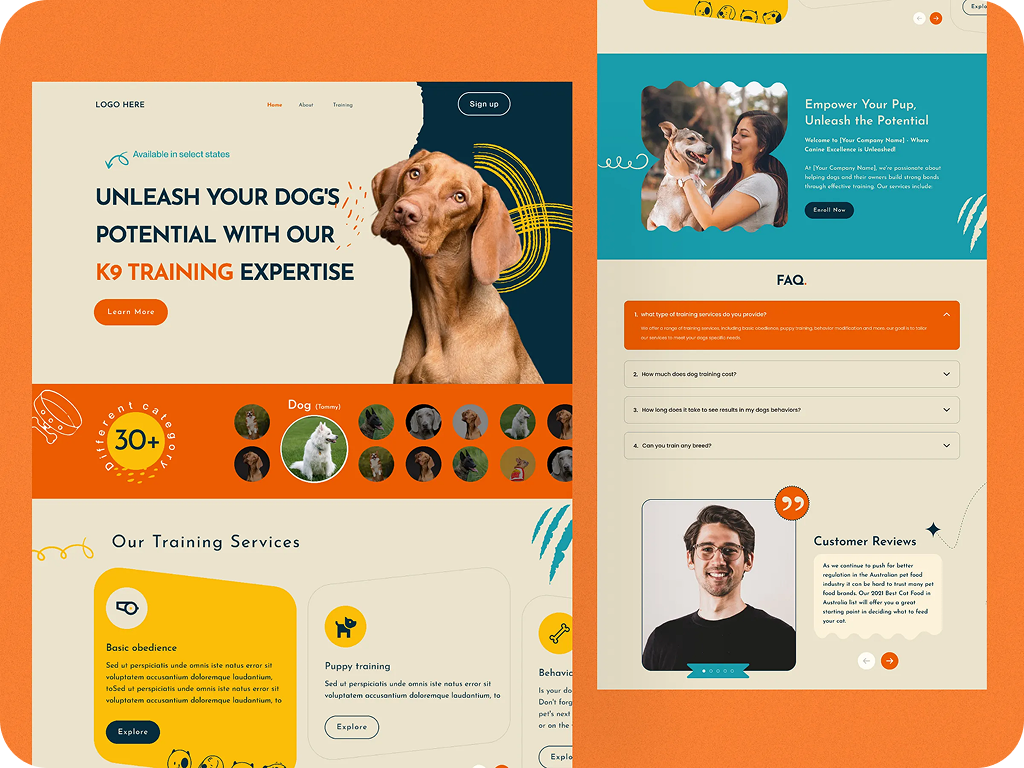 LOGO HERE
Home About Training
Sign up
Available in select states
UNLEASH YOUR DOG'S
POTENTIAL WITH OUR
K9 TRAINING EXPERTISE
Learn More
Different category
30+
Dog (Tommy)
Our Training Services
Basic obedience
Sed ut perspiciatis unde omnis iste natus error sit
voluptatem accusantium doloremque laudantium,
toSed ut perspiciatis unde omnis iste natus error sit
voluptatem accusantium doloremque laudantium, to
Explore
Puppy training
Sed ut perspiciatis unde omnis iste natus error sit
voluptatem accusantium doloremque laudantium, to
Explore
Behavio
Is your do
Don't forg
pet's next
or on the
Explo
Explo
Empower Your Pup,
Unleash the Potential
Welcome to [Your Company Name] - Where
Canine Excellence is Unleashed!
At [Your Company Name], we're passionate about
helping dogs and their owners build strong bonds
through effective training. Our services include:
Enroll Now
FAQ.
1. what type of training services do you provide?
We offer a range of training services, including basic obedience, puppy training, behavior modification and more. our goal is to tailor
our services to meet your dogs specific needs.
2. How much does dog training cost?
3. How long does it take to see results in my dogs behaviors?
4. Can you train any breed?
Customer Reviews
As we continue to push for better
regulation in the Australian pet food
industry it can be hard to trust many pet
food brands. Our 2021 Best Cat Food in
Australia list will offer you a great
starting point in deciding what to feed
your cat.